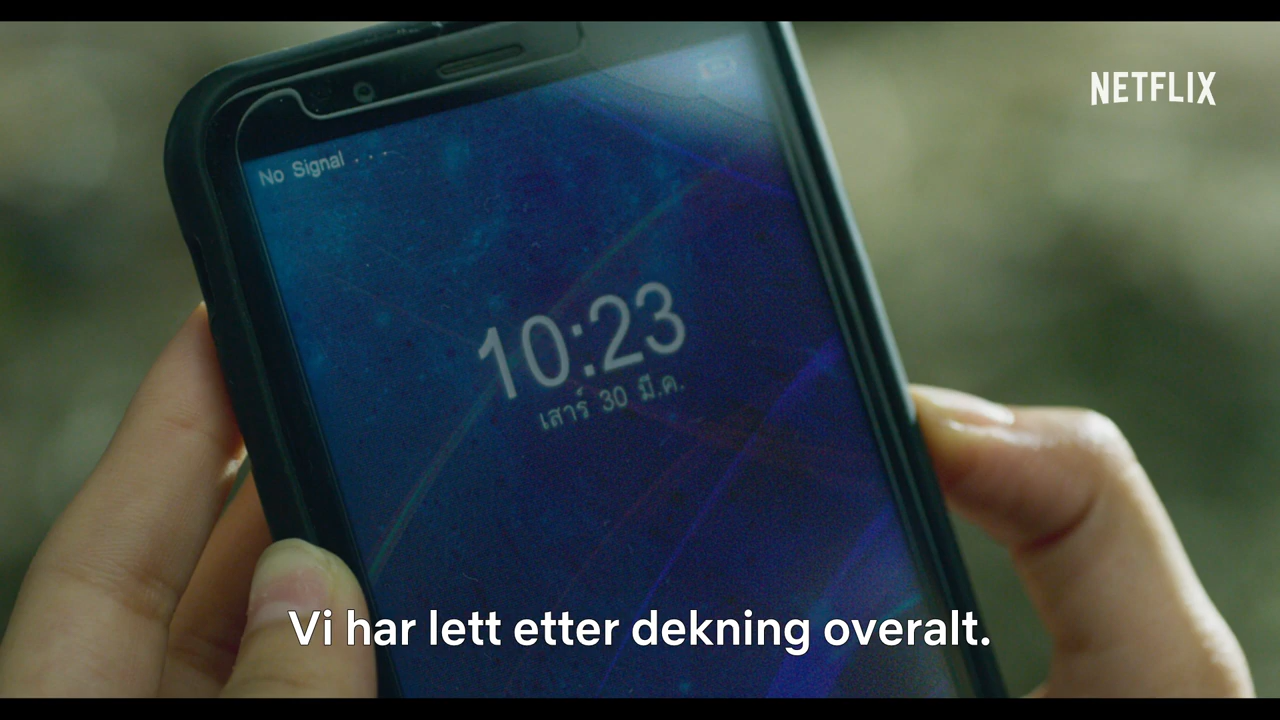 NETFLIX
No Signal . . .
10:23
เสาร์ 30 มี.ค.
Vi har lett etter dekning overalt.